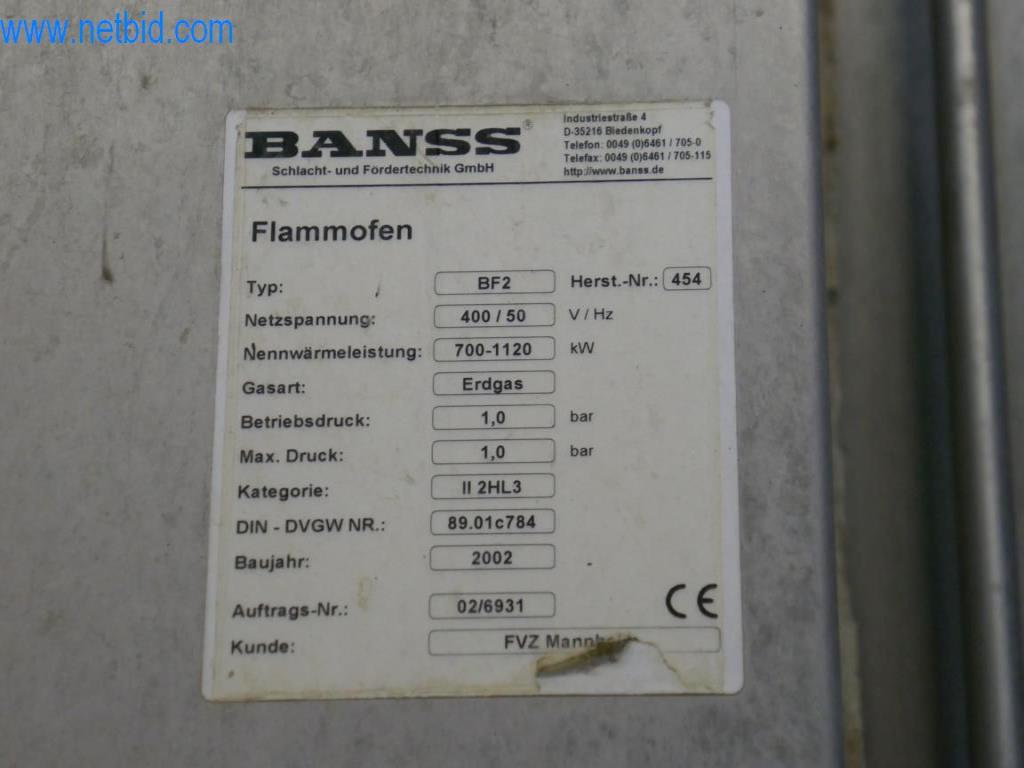 www.netbid.com
BANSS®
Schlacht- und Fördertechnik GmbH
Industriestraße 4
D-35216 Biedenkopf
Telefon: 0049 (0)6461 / 705-0
Telefax: 0049 (0)6461 / 705-115
http://www.banss.de
Flammofen
Typ: BF2 Herst.-Nr.: 454
Netzspannung: 400 / 50 V / Hz
Nennwärmeleistung: 700-1120 kW
Gasart: Erdgas
Betriebsdruck: 1,0 bar
Max. Druck: 1,0 bar
Kategorie: II 2HL3
DIN - DVGW NR.: 89.01c784
Baujahr: 2002
Auftrags-Nr.: 02/6931 CE
Kunde: FVZ